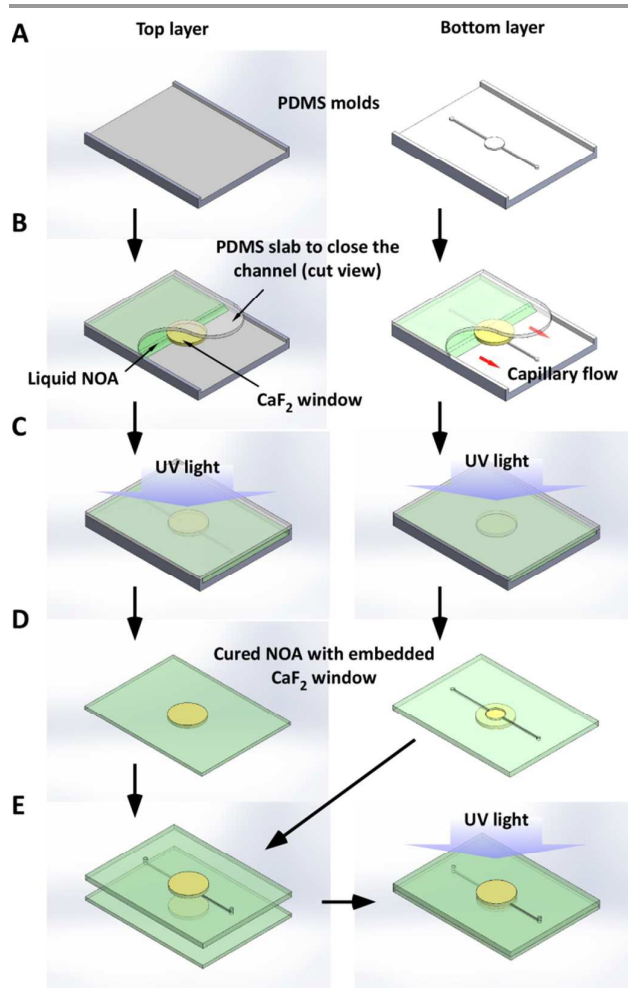 A
Top layer
Bottom layer
PDMS molds
B
PDMS slab to close the
channel (cut view)
Liquid NOA
CaF₂ window
Capillary flow
C
UV light
UV light
D
Cured NOA with embedded
CaF₂ window
E
UV light